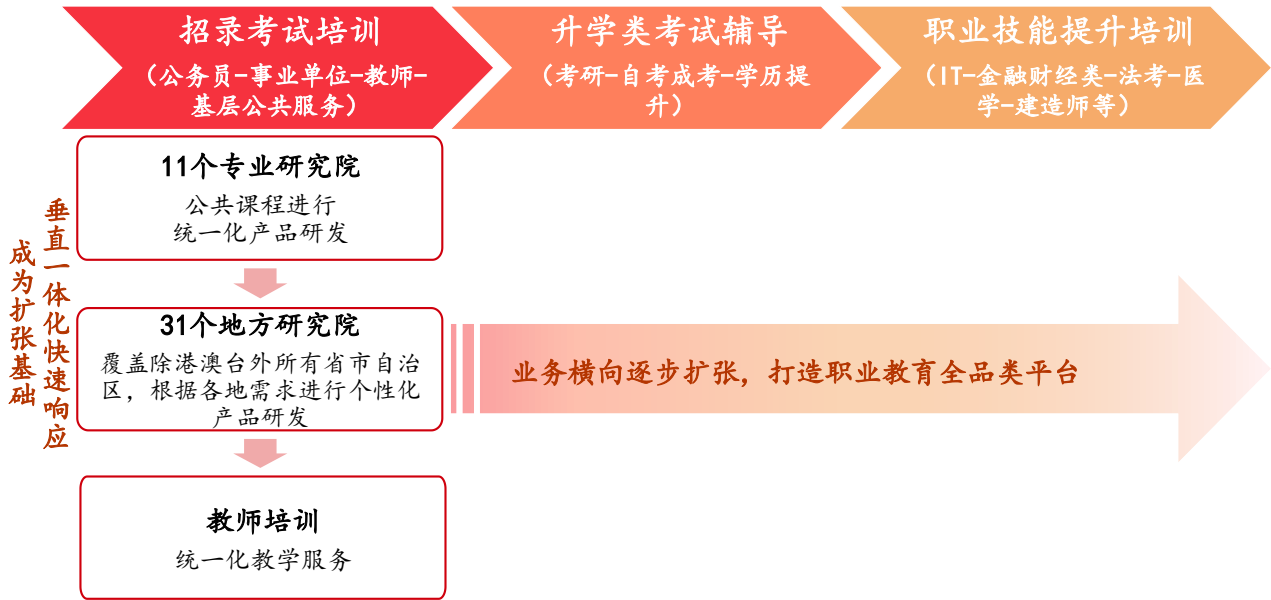 招录考试培训
（公务员-事业单位-教师-
基层公共服务）
升学类考试辅导
（考研-自考成考-学历提
升）
职业技能提升培训
（IT-金融财经类-法考-医
学-建造师等）
垂直一体化快速响应
成为扩张基础
11个专业研究院
公共课程进行
统一化产品研发
31个地方研究院
覆盖除港澳台外所有省市自治
区，根据各地需求进行个性化
产品研发
教师培训
统一化教学服务
业务横向逐步扩张，打造职业教育全品类平台